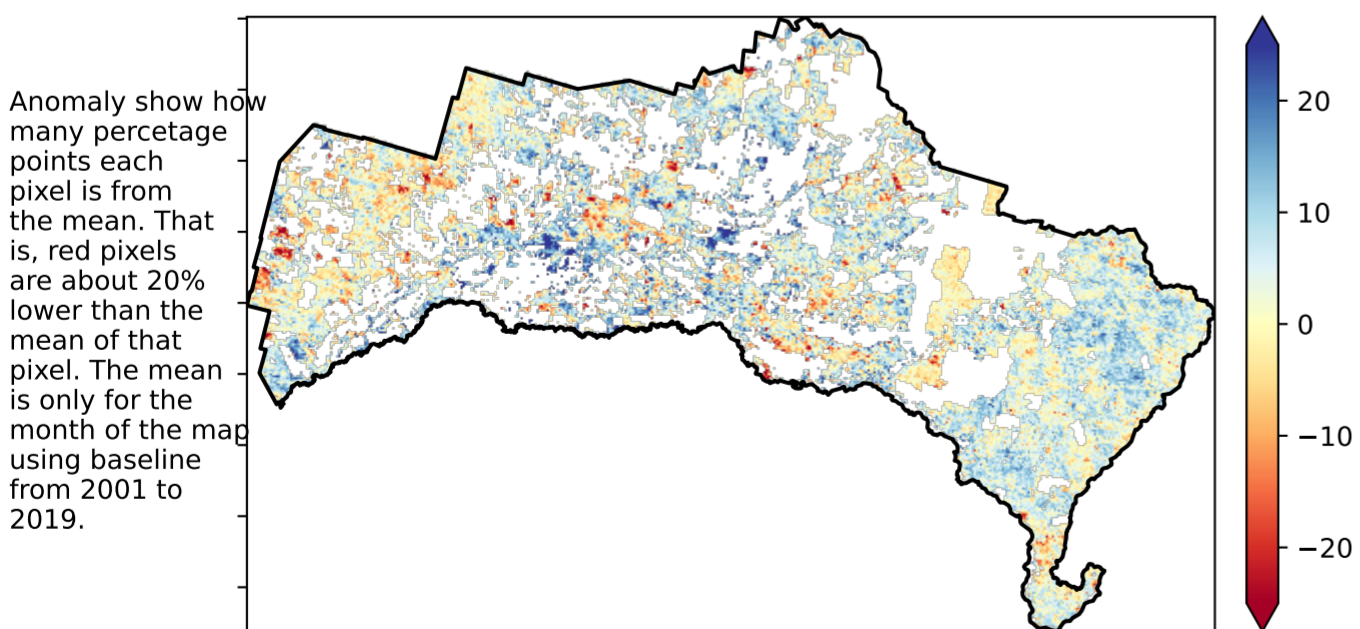 Anomaly show how
many percetage
points each
pixel is from
the mean. That
is, red pixels
are about 20%
lower than the
mean of that
pixel. The mean
is only for the
month of the map
using baseline
from 2001 to
2019.
20
10
0
−10
−20